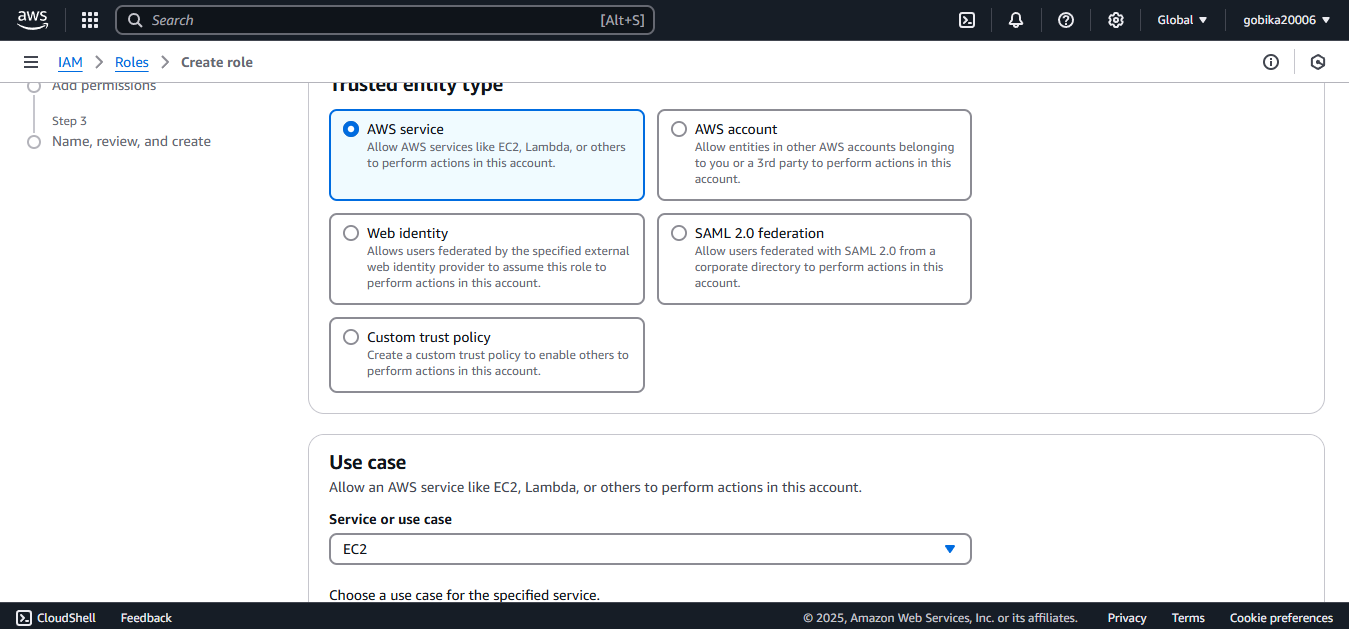 aws
Search [Alt+S]
Global
gobika20006
IAM
Roles
Create role
Add permissions
Step 3
Name, review, and create
Trusted entity type
AWS service
Allow AWS services like EC2, Lambda, or others
to perform actions in this account.
AWS account
Allow entities in other AWS accounts belonging
to you or a 3rd party to perform actions in this
account.
Web identity
Allows users federated by the specified external
web identity provider to assume this role to
perform actions in this account.
SAML 2.0 federation
Allow users federated with SAML 2.0 from a
corporate directory to perform actions in this
account.
Custom trust policy
Create a custom trust policy to enable others to
perform actions in this account.
Use case
Allow an AWS service like EC2, Lambda, or others to perform actions in this account.
Service or use case
EC2
Choose a use case for the specified service.
CloudShell
Feedback
© 2025, Amazon Web Services, Inc. or its affiliates.
Privacy
Terms
Cookie preferences